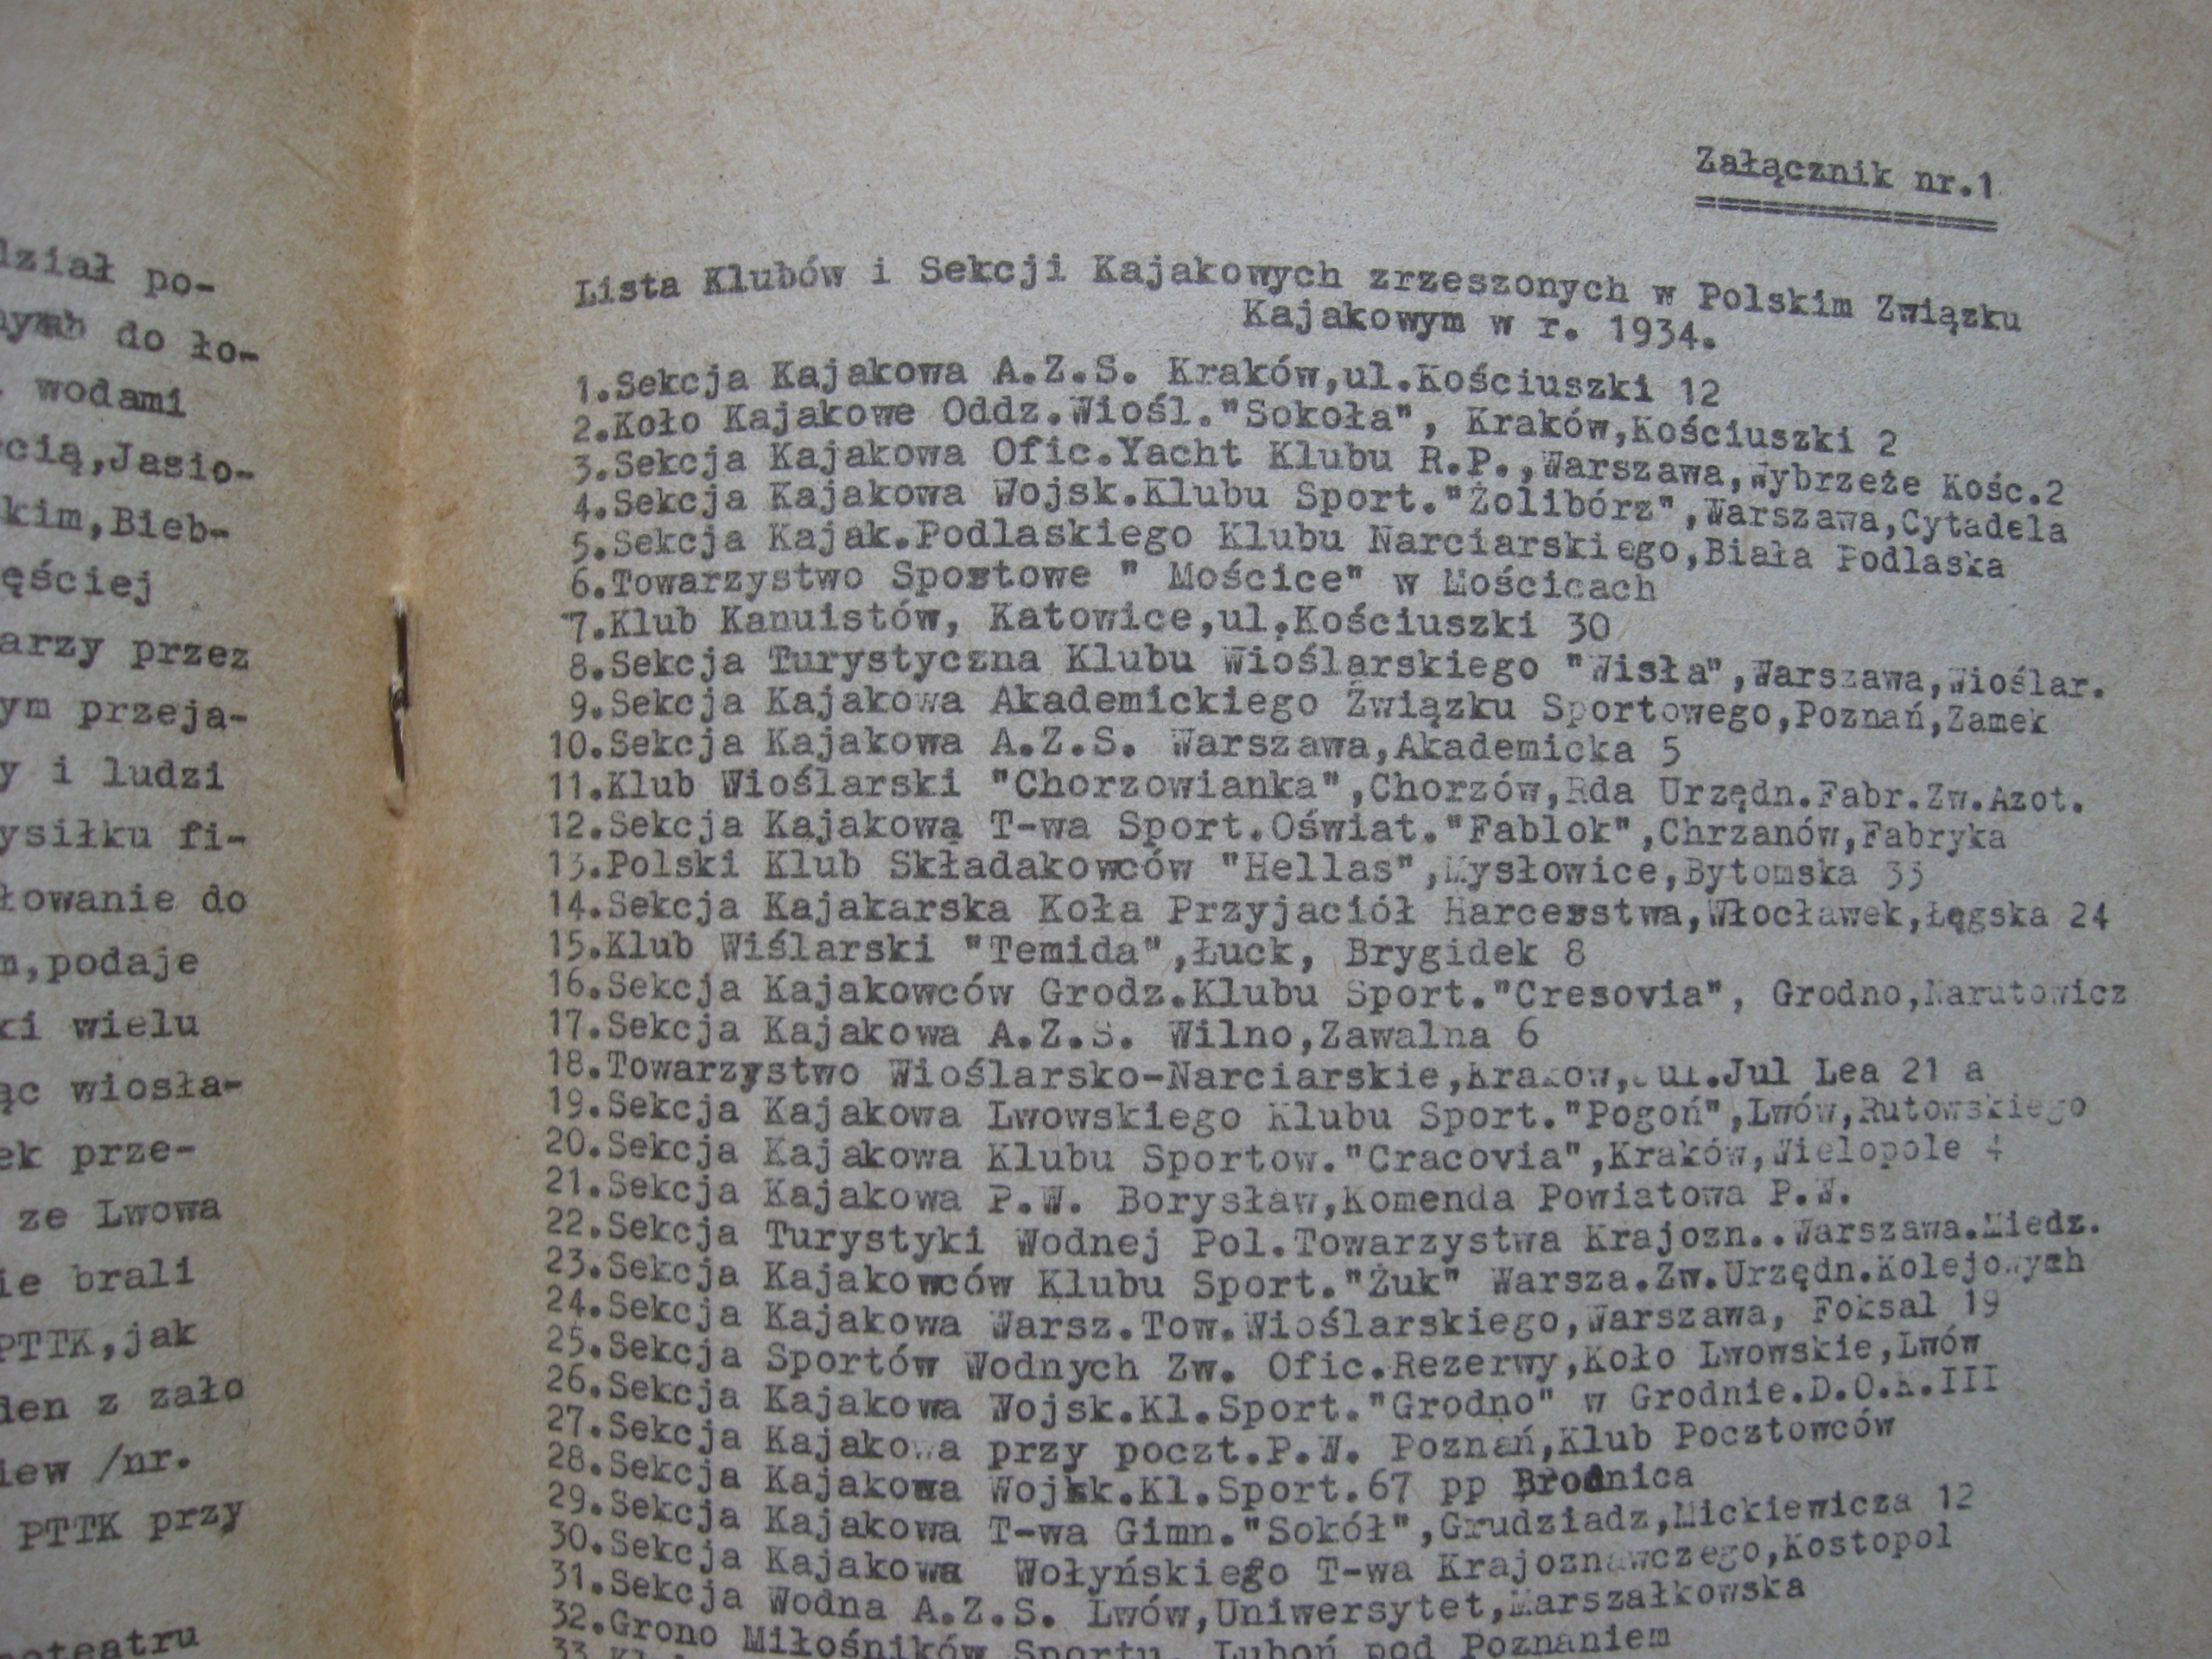 dział po-
do ło-
wodami
cią,Jasio-
kim,Bieb-
ęściej
arzy przez
ym przeja-
y i ludzi
ysiłku fi-
łowanie do
m,podaje
ki wielu
ąc wiosła-
ek prze-
ze Lwowa
ie brali
PTTK,jak
den z zało
iew /nr.
PTTK przy
oteatru
Załącznik nr.1
Lista Klubów i Sekcji Kajakowych zrzeszonych w Polskim Związku
Kajakowym w r. 1934.
1.Sekcja Kajakowa A.Z.S. Kraków,ul.Kościuszki 12
2.Koło Kajakowe Oddz.Wiośl."Sokoła", Kraków,Kościuszki 2
3.Sekcja Kajakowa Ofic.Yacht Klubu R.P.,Warszawa,Wybrzeże Kośc.2
4.Sekcja Kajakowa Wojsk.Klubu Sport."Żolibórz",Warszawa,Cytadela
5.Sekcja Kajak.Podlaskiego Klubu Narciarskiego,Biała Podlaska
6.Towarzystwo Sportowe " Mościce" w Mościcach
7.Klub Kanuistów, Katowice,ul.Kościuszki 30
8.Sekcja Turystyczna Klubu Wioślarskiego "Wisła",Warszawa,Wioślar.
9.Sekcja Kajakowa Akademickiego Związku Sportowego,Poznań,Zamek
10.Sekcja Kajakowa A.Z.S. Warszawa,Akademicka 5
11.Klub Wioślarski "Chorzowianka",Chorzów,Rda Urzędn.Fabr.Zw.Azot.
12.Sekcja Kajakowa T-wa Sport.Oświat."Fablok",Chrzanów,Fabryka
13.Polski Klub Składakowców "Hellas",Mysłowice,Bytomska 33
14.Sekcja Kajakarska Koła Przyjaciół Harcerstwa,Włocławek,Łęgska 24
15.Klub Wiślarski "Temida",Łuck, Brygidek 8
16.Sekcja Kajakowców Grodz.Klubu Sport."Cresovia", Grodno,Narutowicz
17.Sekcja Kajakowa A.Z.S. Wilno,Zawalna 6
18.Towarzystwo Wioślarsko-Narciarskie,Kraków, ul.Jul Lea 21 a
19.Sekcja Kajakowa Lwowskiego Klubu Sport."Pogoń",Lwów,Rutowskiego
20.Sekcja Kajakowa Klubu Sportow."Cracovia",Kraków,Wielopole 4
21.Sekcja Kajakowa P.W. Borysław,Komenda Powiatowa P.W.
22.Sekcja Turystyki Wodnej Pol.Towarzystwa Krajozn..Warszawa.Miedz.
23.Sekcja Kajakowców Klubu Sport."Żuk" Warsza.Zw.Urzędn.Kolejowych
24.Sekcja Kajakowa Warsz.Tow.Wioślarskiego,Warszawa, Foksal 19
25.Sekcja Sportów Wodnych Zw. Ofic.Rezerwy,Koło Lwowskie,Lwów
26.Sekcja Kajakowa Wojsk.Kl.Sport."Grodno" w Grodnie.D.O.K.III
27.Sekcja Kajakowa przy poczt.P.W. Poznań,Klub Pocztowców
28.Sekcja Kajakowa Wojsk.Kl.Sport.67 pp Brodnica
29.Sekcja Kajakowa T-wa Gimn."Sokół",Grudziadz,Mickiewicza 12
30.Sekcja Kajakowa Wołyńskiego T-wa Krajoznawczego,Kostopol
31.Sekcja Wodna A.Z.S. Lwów,Uniwersytet,Marszałkowska
32.Grono Miłośników Sportu, Luboń pod Poznaniem
33.